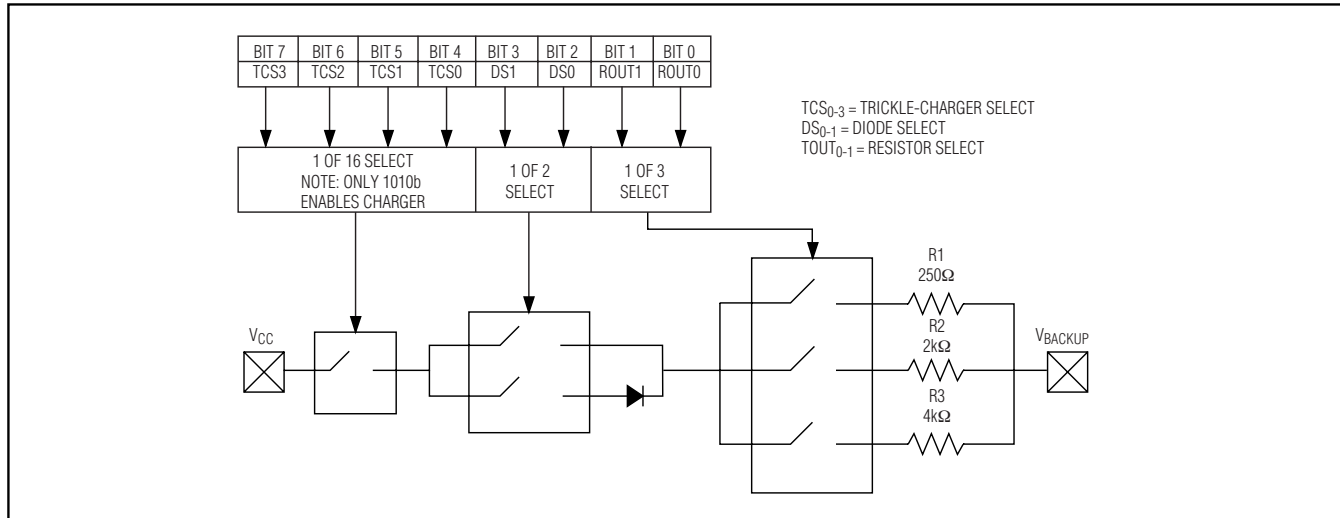 BIT 7 BIT 6 BIT 5 BIT 4 BIT 3 BIT 2 BIT 1 BIT 0
TCS3 TCS2 TCS1 TCS0 DS1 DS0 ROUT1 ROUT0
TCS0-3 = TRICKLE-CHARGER SELECT
DS0-1 = DIODE SELECT
TOUT0-1 = RESISTOR SELECT
1 OF 16 SELECT
NOTE: ONLY 1010b
ENABLES CHARGER
1 OF 2
SELECT
1 OF 3
SELECT
R1
250Ω
VCC
R2
2kΩ
VBACKUP
R3
4kΩ